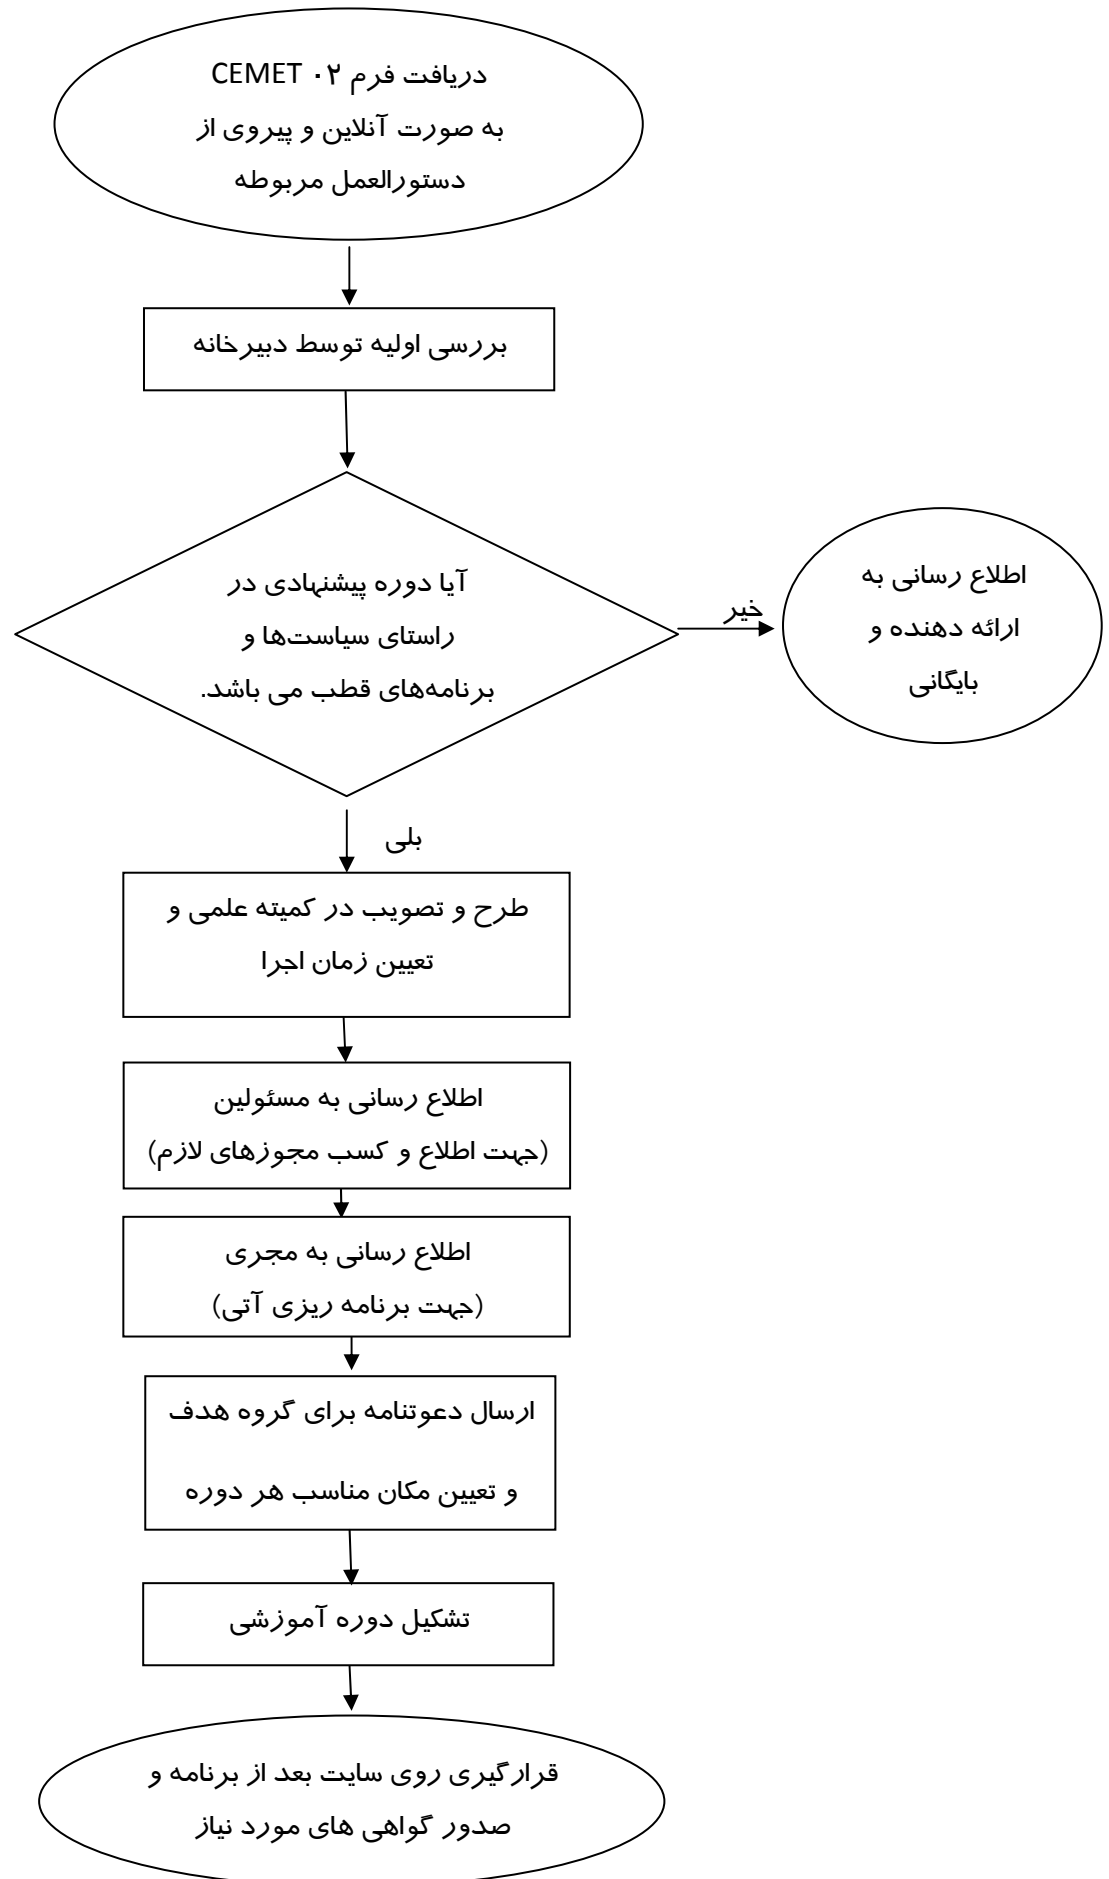 دریافت فرم CEMET ۰۲
به صورت آنلاین و پیروی از
دستورالعمل مربوطه
بررسی اولیه توسط دبیرخانه
آیا دوره پیشنهادی در
راستای سیاست‌ها و
برنامه‌های قطب می باشد.
خیر
اطلاع رسانی به
ارائه دهنده و
بایگانی
بلی
طرح و تصویب در کمیته علمی و
تعیین زمان اجرا
اطلاع رسانی به مسئولین
(جهت اطلاع و کسب مجوزهای لازم)
اطلاع رسانی به مجری
(جهت برنامه ریزی آتی)
ارسال دعوتنامه برای گروه هدف
و تعیین مکان مناسب هر دوره
تشکیل دوره آموزشی
قرارگیری روی سایت بعد از برنامه و
صدور گواهی های مورد نیاز